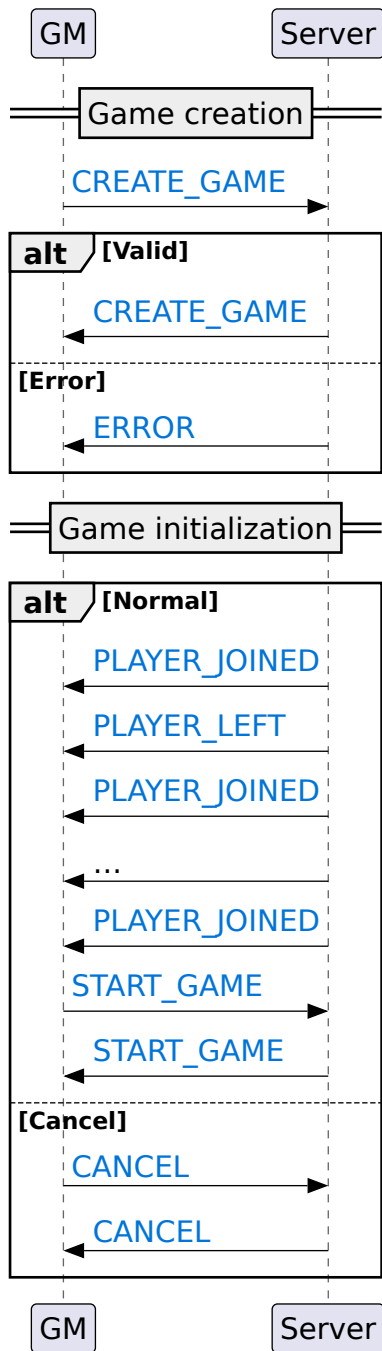 GM Server
Game creation
CREATE_GAME
alt [Valid]
CREATE_GAME
[Error]
ERROR
Game initialization
alt [Normal]
PLAYER_JOINED
PLAYER_LEFT
PLAYER_JOINED
...
PLAYER_JOINED
START_GAME
START_GAME
[Cancel]
CANCEL
CANCEL
GM Server